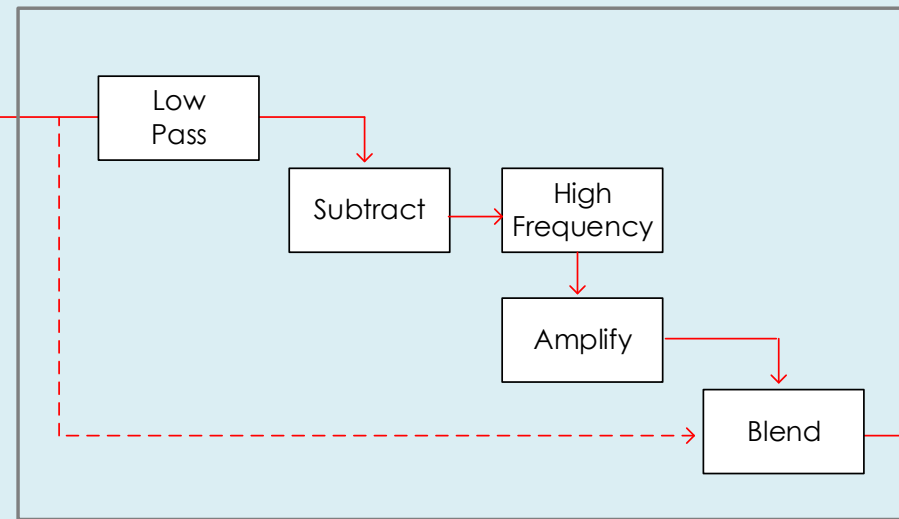 Low
Pass
Subtract
High
Frequency
Amplify
Blend